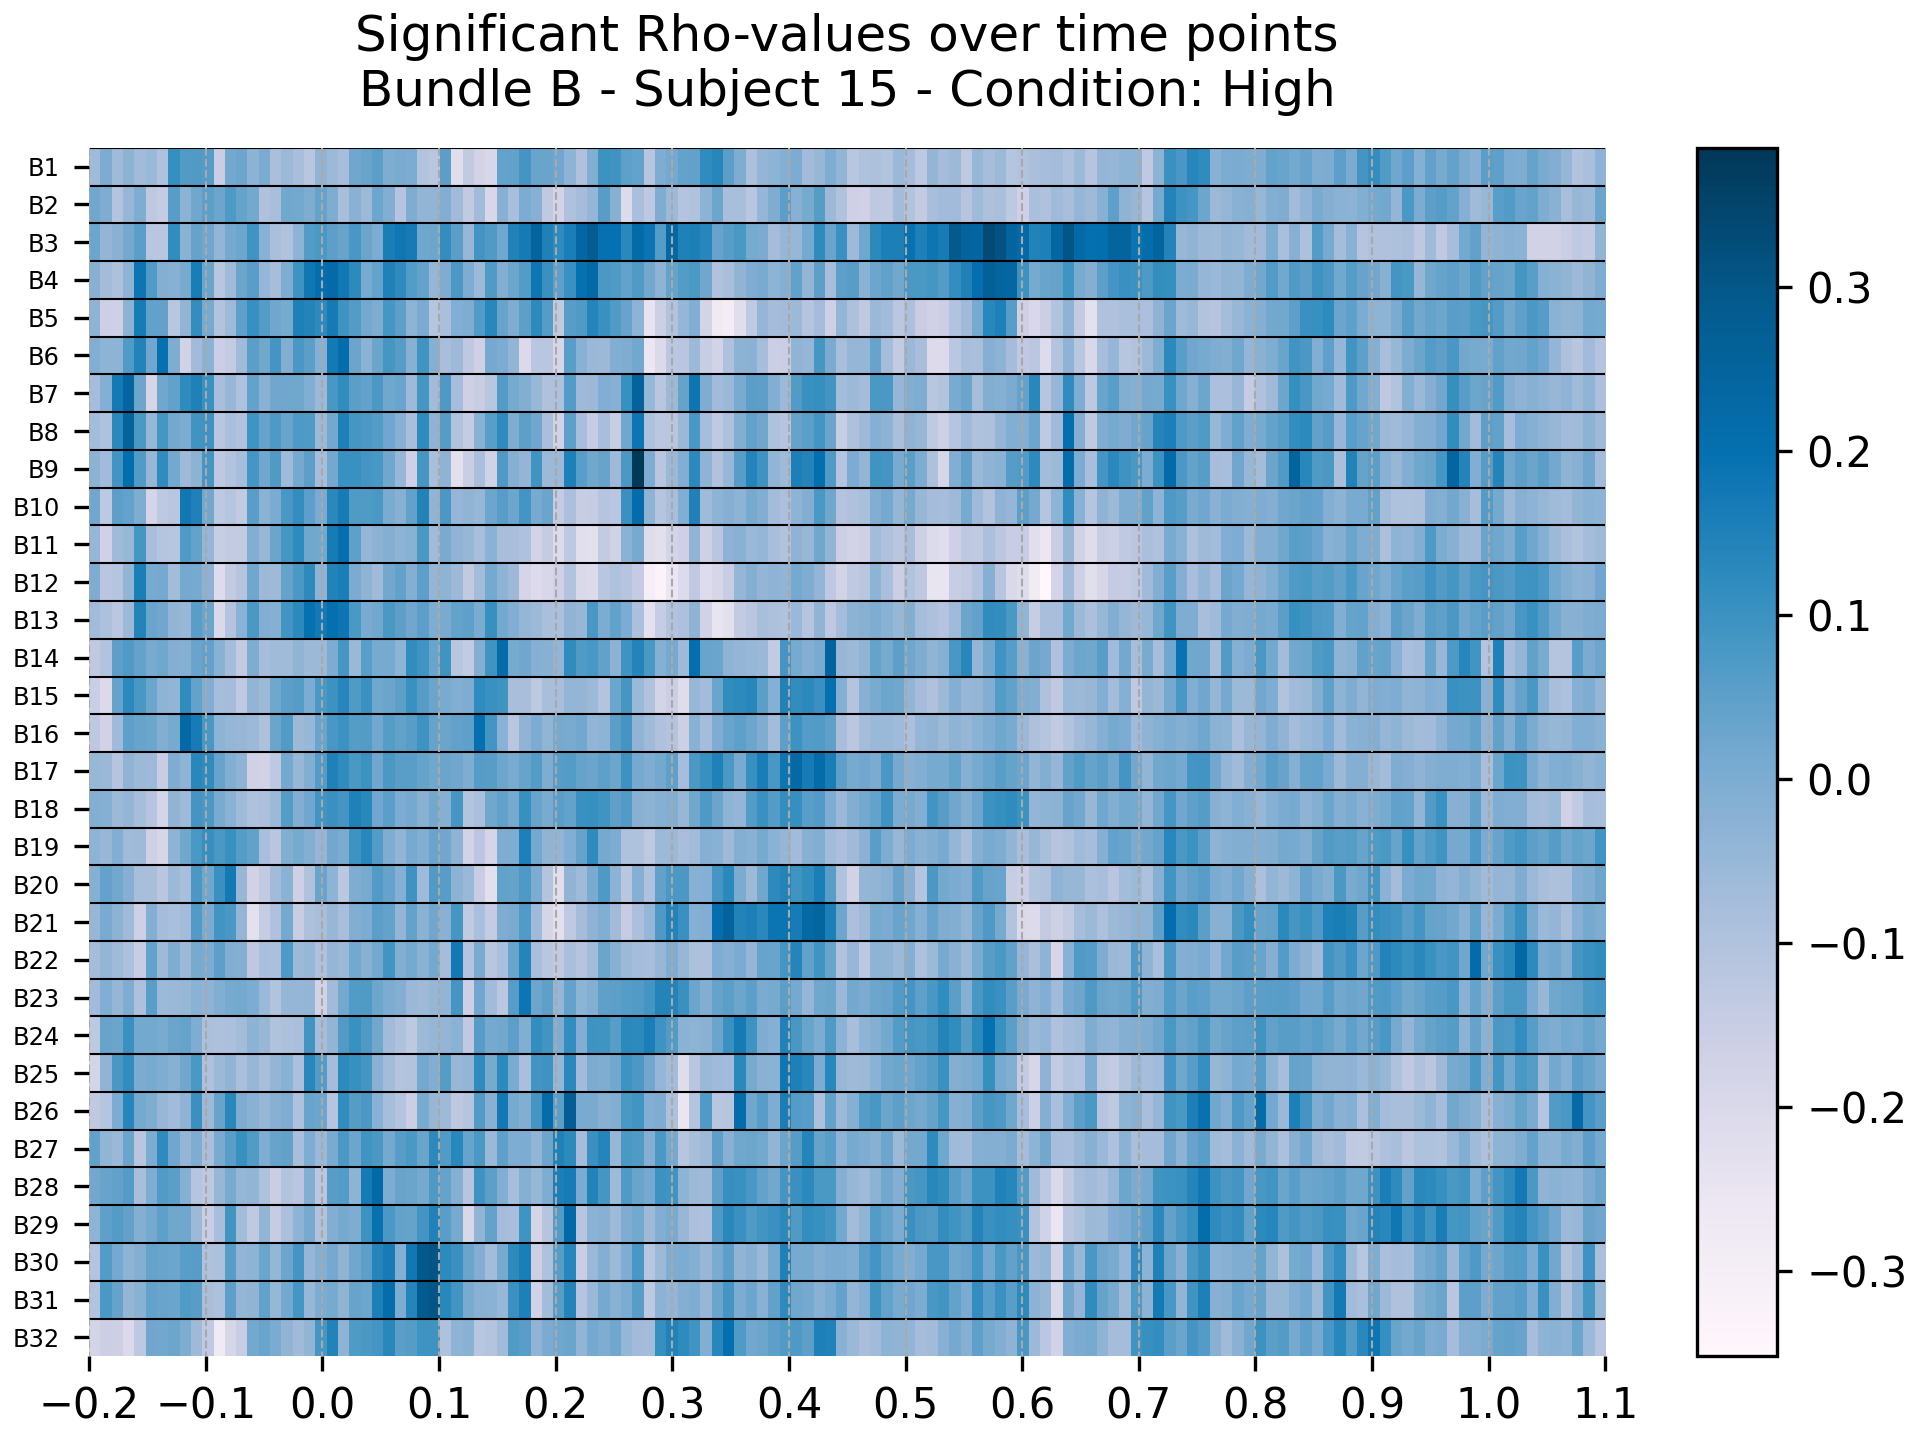 Significant Rho-values over time points
Bundle B - Subject 15 - Condition: High
B1
B2
B3
B4
B5
B6
B7
B8
B9
B10
B11
B12
B13
B14
B15
B16
B17
B18
B19
B20
B21
B22
B23
B24
B25
B26
B27
B28
B29
B30
B31
B32
−0.2 −0.1 0.0 0.1 0.2 0.3 0.4 0.5 0.6 0.7 0.8 0.9 1.0 1.1
0.3
0.2
0.1
0.0
−0.1
−0.2
−0.3